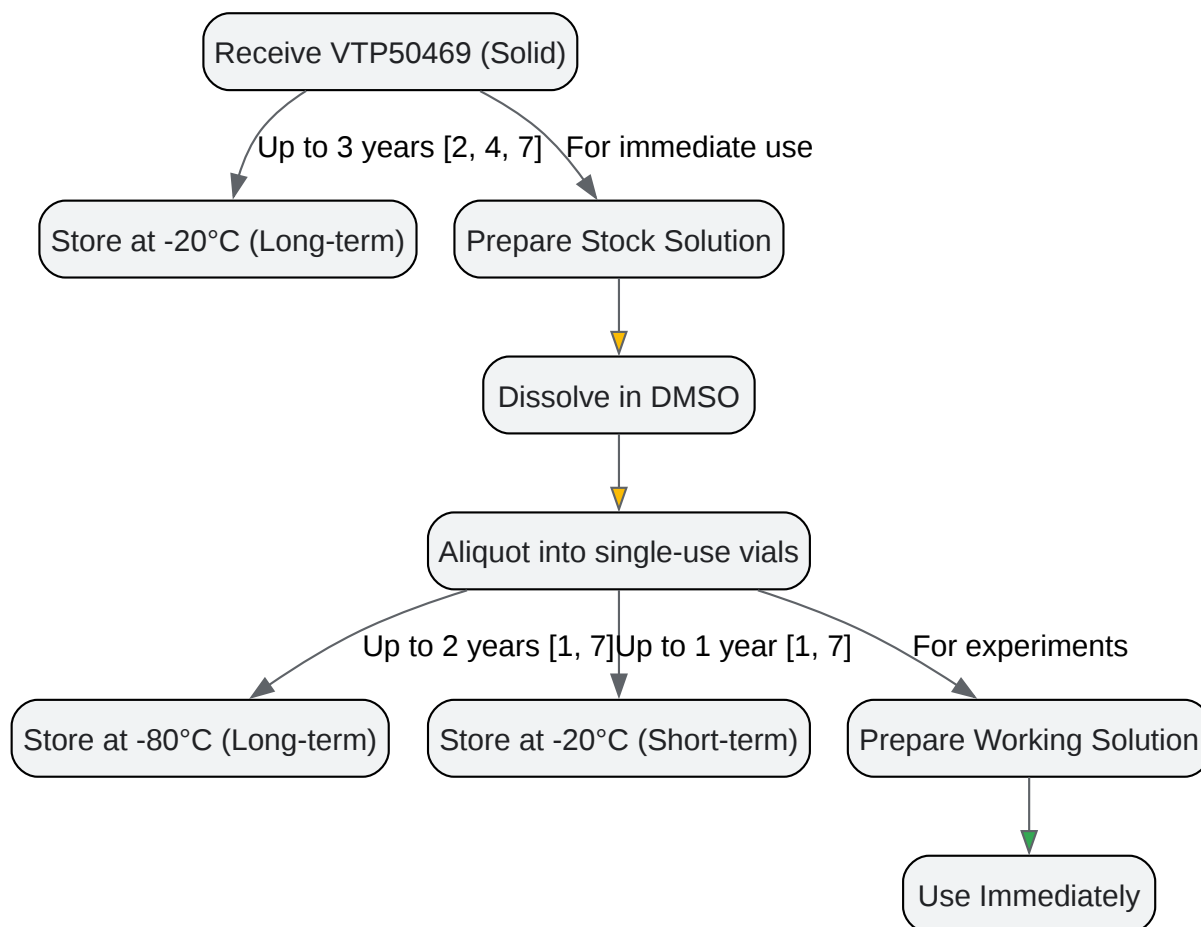 Receive VTP50469 (Solid)
Up to 3 years [2, 4, 7]
For immediate use
Store at -20°C (Long-term)
Prepare Stock Solution
Dissolve in DMSO
Aliquot into single-use vials
Up to 2 years [1, 7]
Up to 1 year [1, 7]
For experiments
Store at -80°C (Long-term)
Store at -20°C (Short-term)
Prepare Working Solution
Use Immediately